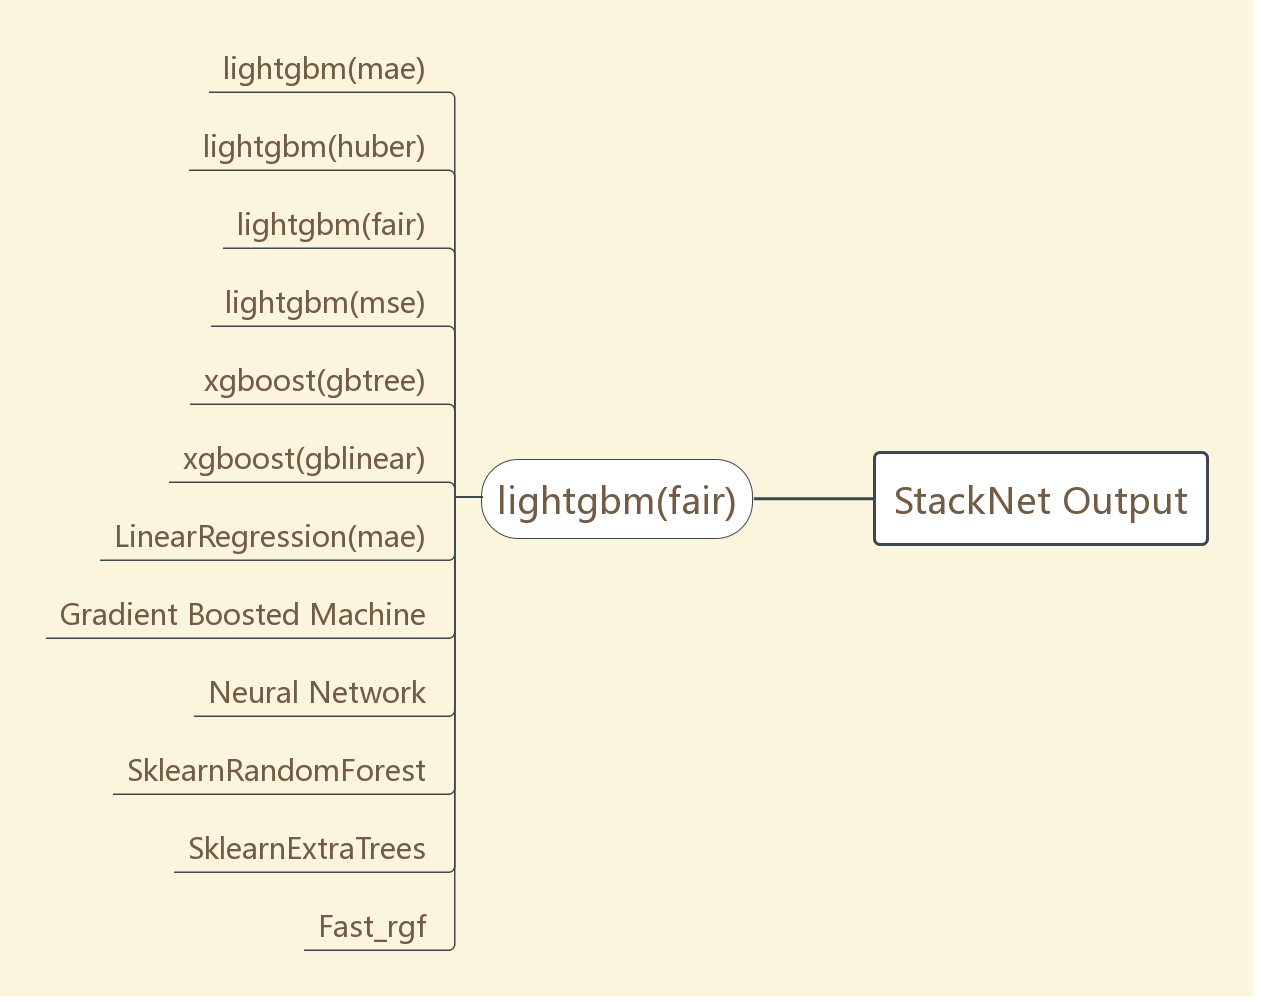 lightgbm(mae)
lightgbm(huber)
lightgbm(fair)
lightgbm(mse)
xgboost(gbtree)
xgboost(gblinear)
LinearRegression(mae)
Gradient Boosted Machine
Neural Network
SklearnRandomForest
SklearnExtraTrees
Fast_rgf
lightgbm(fair)
StackNet Output